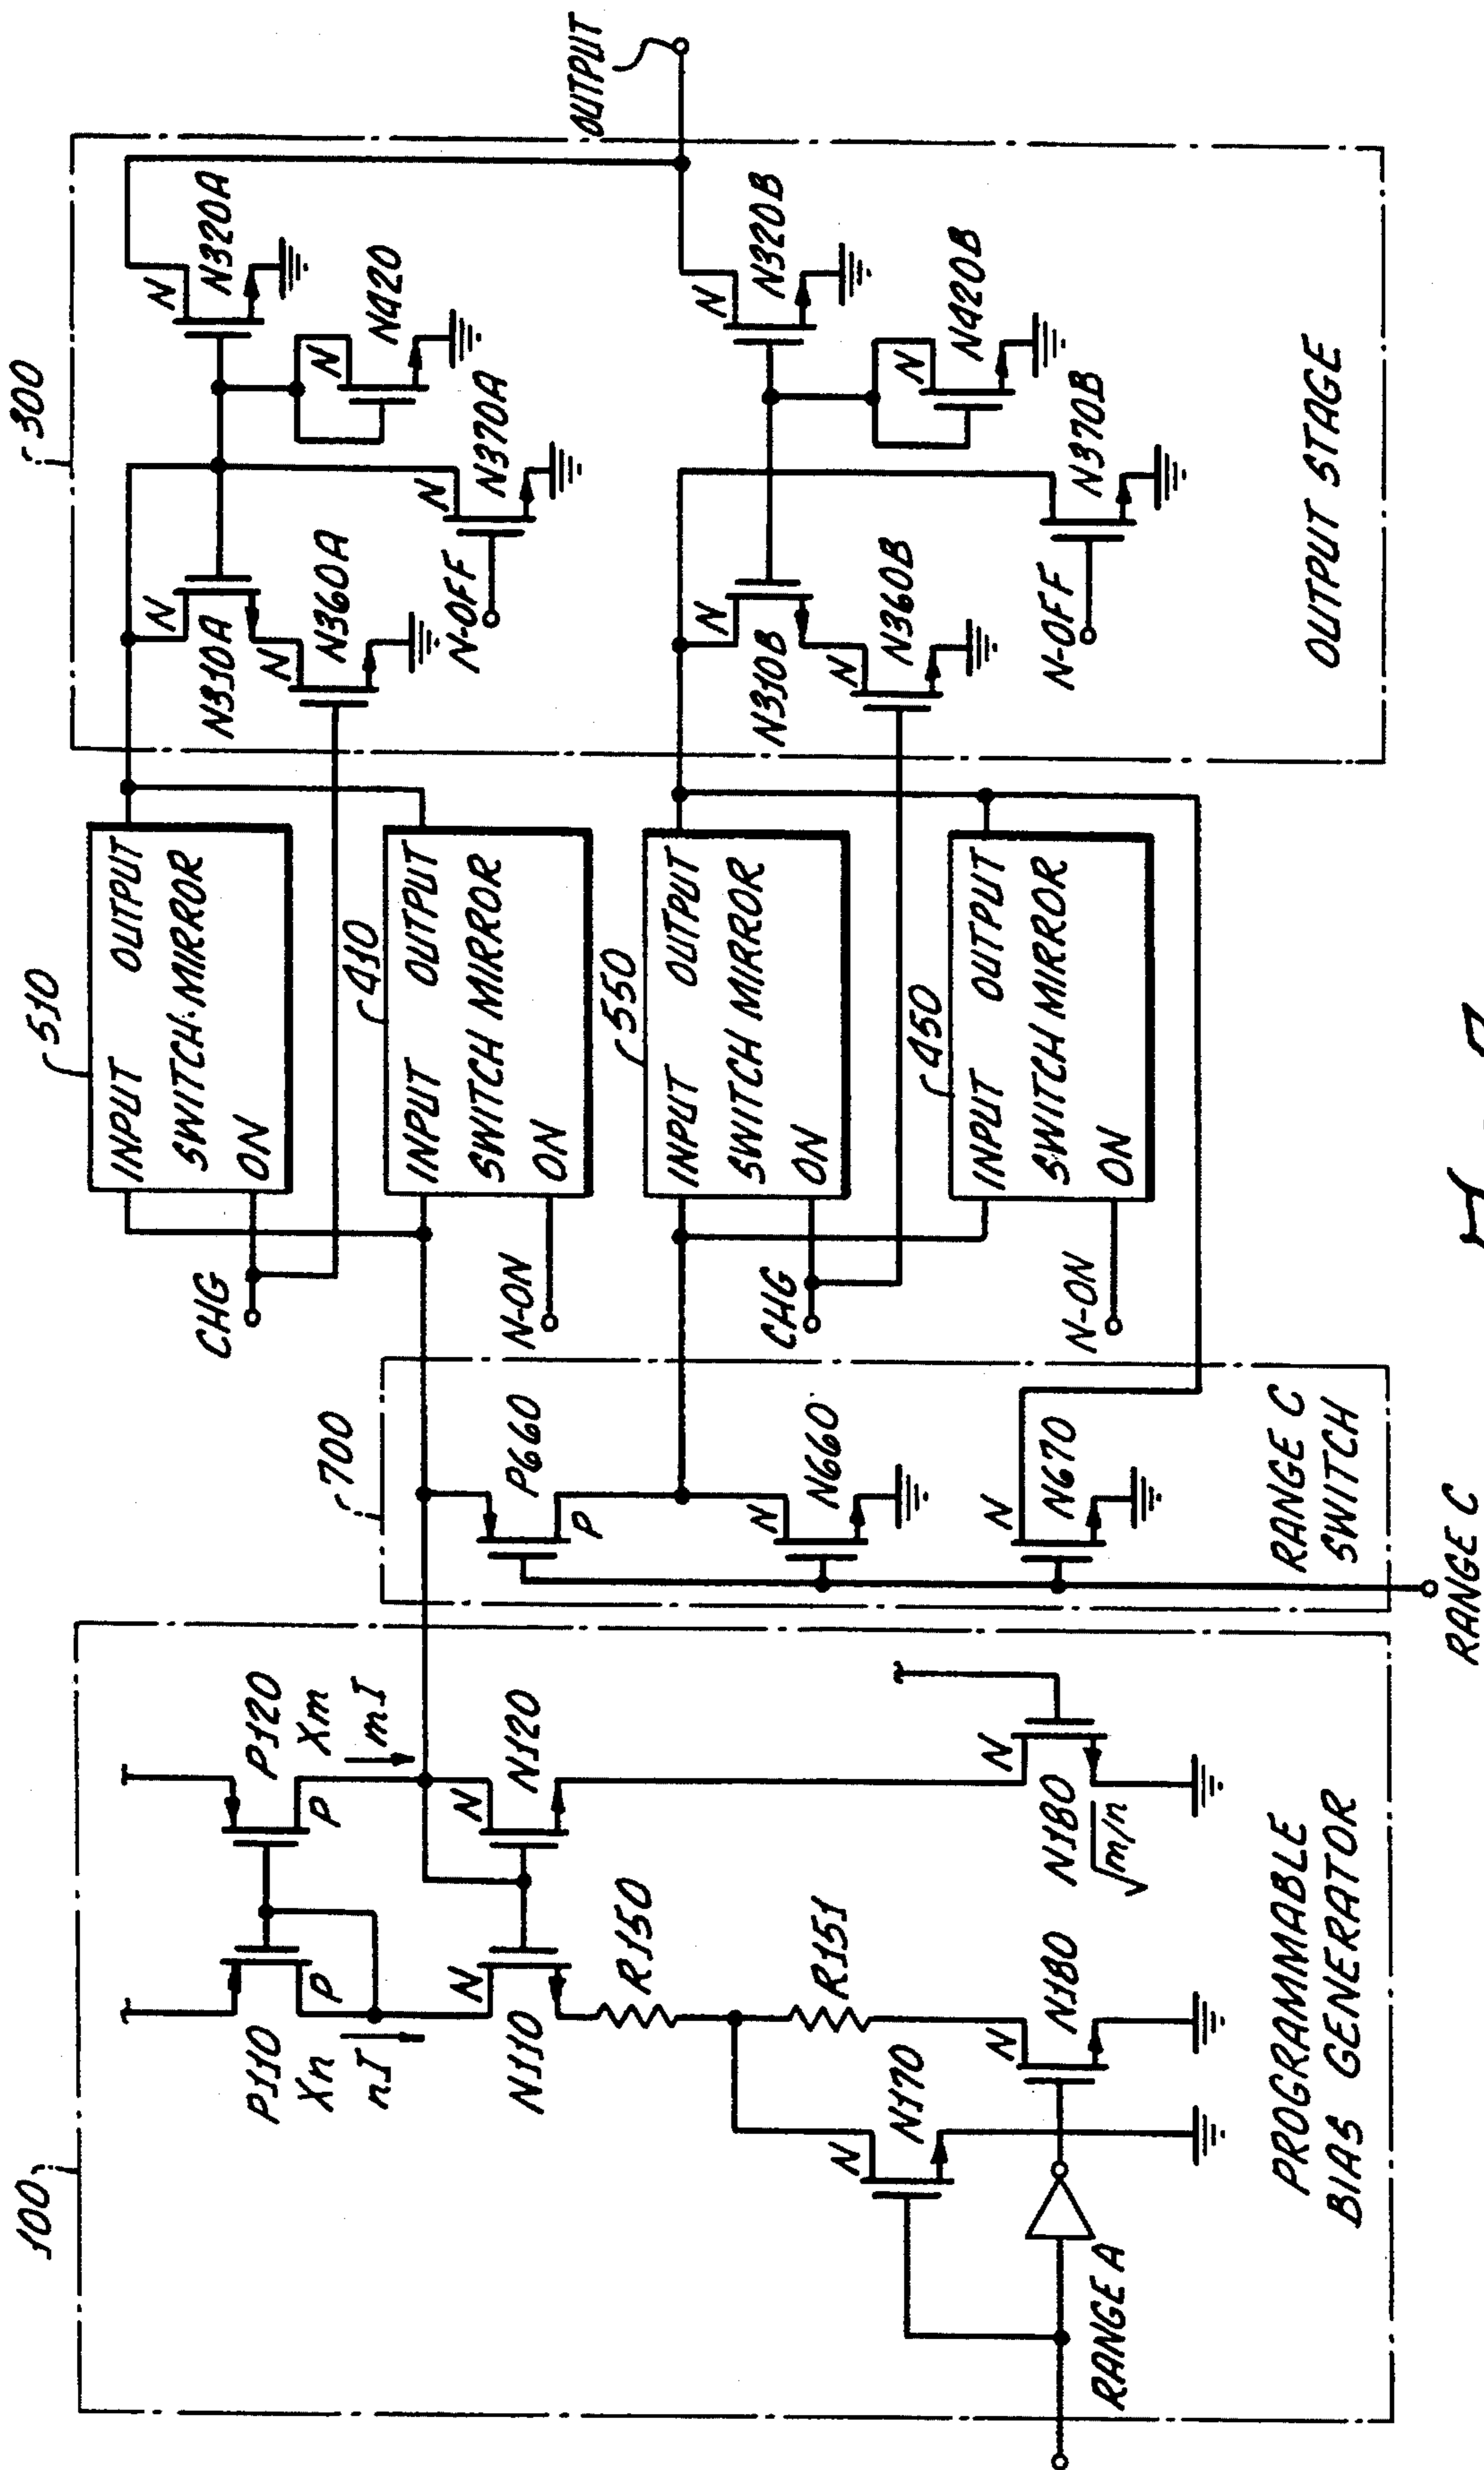 100
P110
Xn
nI
P
P120
Xm
mI
P
N
N110
N
N120
R150
R151
N
N170
N
N180
N
N180
√m/n
RANGE A
PROGRAMMABLE
BIAS GENERATOR
700
P660
P
N
N660
N
N670
RANGE C
SWITCH
RANGE C
CHG
N-ON
CHG
N-ON
510
INPUT OUTPUT
SWITCH MIRROR
ON
410
INPUT OUTPUT
SWITCH MIRROR
ON
550
INPUT OUTPUT
SWITCH MIRROR
ON
450
INPUT OUTPUT
SWITCH MIRROR
ON
300
N
N310A
N
N360A
N-OFF
N
N370A
N
N420
N
N320A
N
N310B
N
N360B
N-OFF
N
N370B
N
N420B
N
N320B
OUTPUT STAGE
OUTPUT